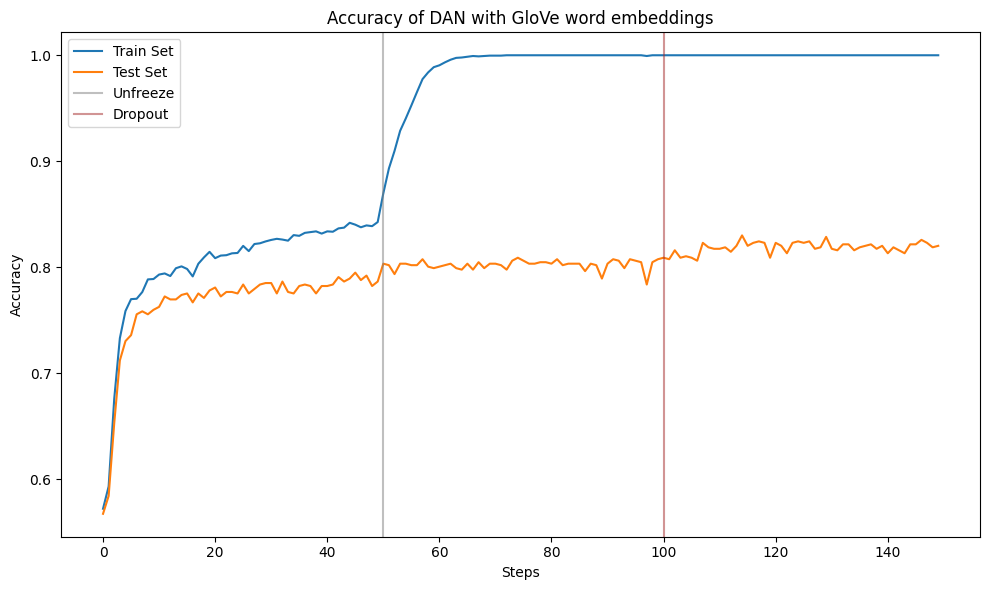 Accuracy of DAN with GloVe word embeddings
Train Set
Test Set
Unfreeze
Dropout
Accuracy
1.0
0.9
0.8
0.7
0.6
0 20 40 60 80 100 120 140
Steps